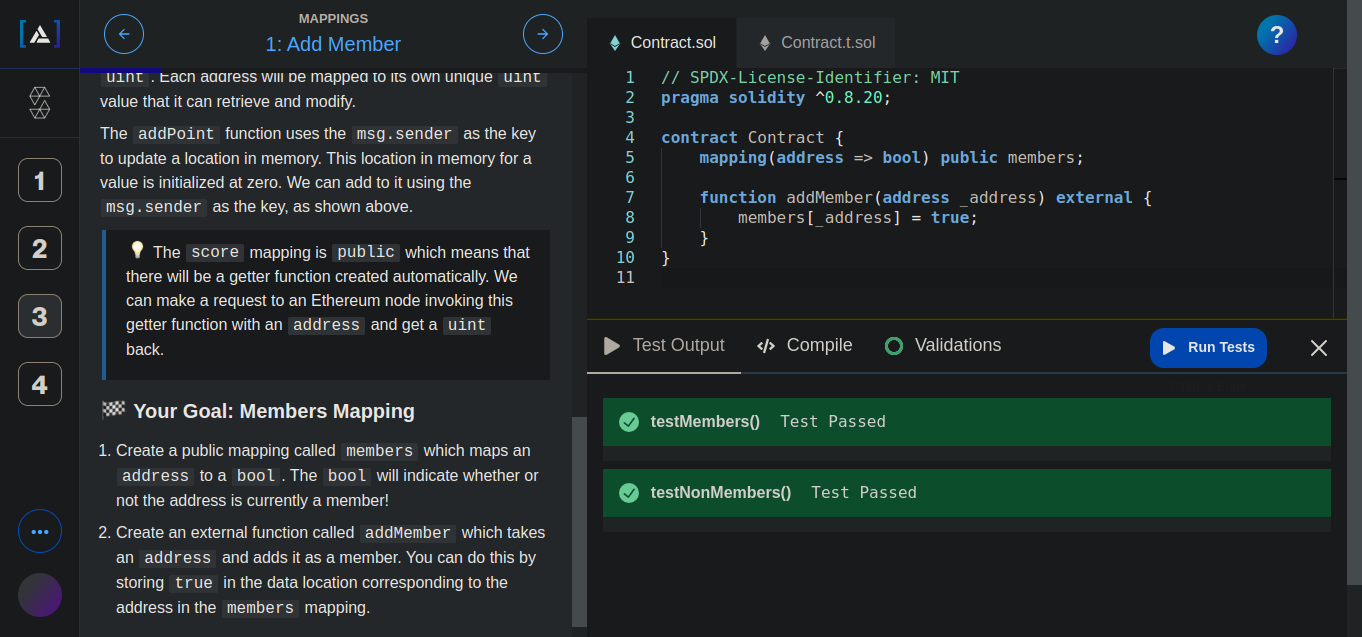 MAPPINGS
1: Add Member
uint . Each address will be mapped to its own unique uint
value that it can retrieve and modify.
The addPoint function uses the msg.sender as the key
to update a location in memory. This location in memory for a
value is initialized at zero. We can add to it using the
msg.sender as the key, as shown above.
💡 The score mapping is public which means that
there will be a getter function created automatically. We
can make a request to an Ethereum node invoking this
getter function with an address and get a uint
back.
🏁 Your Goal: Members Mapping
1. Create a public mapping called members which maps an
address to a bool . The bool will indicate whether or
not the address is currently a member!
2. Create an external function called addMember which takes
an address and adds it as a member. You can do this by
storing true in the data location corresponding to the
address in the members mapping.
1
2
3
4
Contract.sol
Contract.t.sol
?
1 // SPDX-License-Identifier: MIT
2 pragma solidity ^0.8.20;
3
4 contract Contract {
5     mapping(address => bool) public members;
6
7     function addMember(address _address) external {
8         members[_address] = true;
9     }
10 }
11
Test Output
Compile
Validations
Run Tests
testMembers() Test Passed
testNonMembers() Test Passed